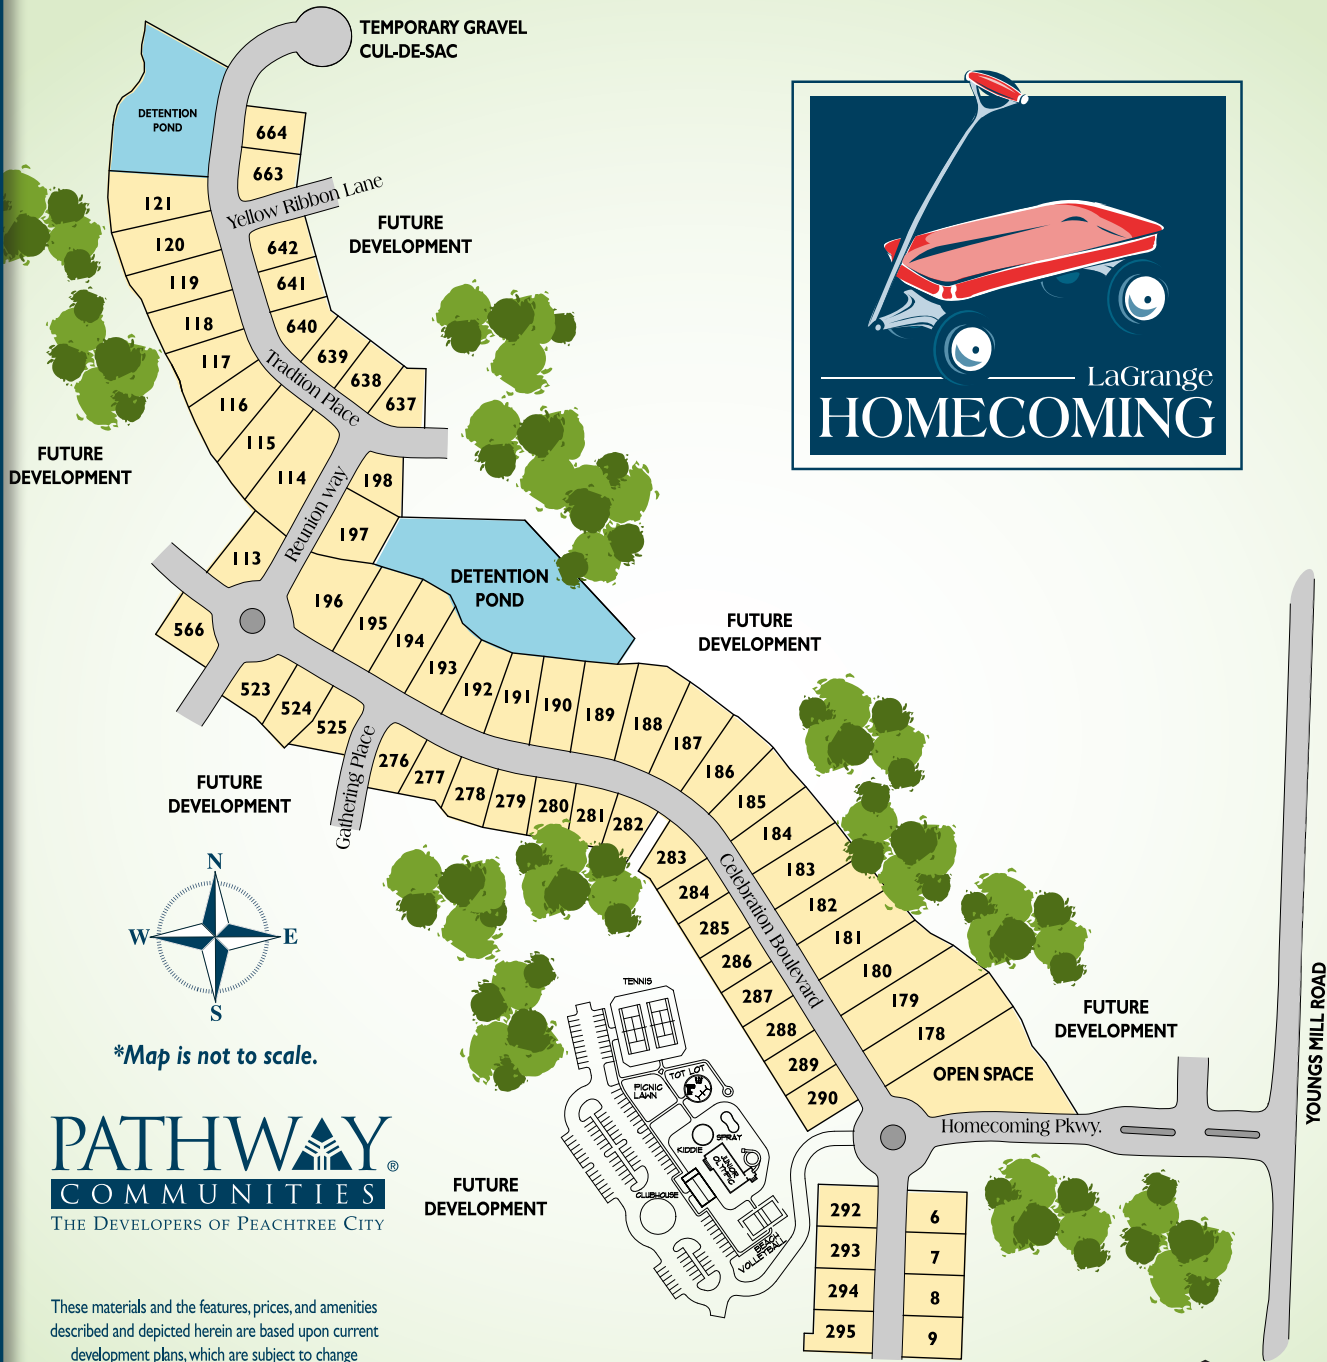 TEMPORARY GRAVEL
CUL-DE-SAC
DETENTION
POND
664
663
Yellow Ribbon Lane
121
120
119
118
117
116
115
114
113
FUTURE
DEVELOPMENT
642
641
640
639
638
637
Tradtion Place
Reunion way
198
197
FUTURE
DEVELOPMENT
LaGrange
HOMECOMING
DETENTION
POND
196
195
194
193
192
191
190
189
188
187
186
185
184
183
182
181
180
179
178
OPEN SPACE
566
523
524
525
Gathering Place
276
277
278
279
280
281
282
283
284
285
286
287
288
289
290
Celebration Boulevard
FUTURE
DEVELOPMENT
FUTURE
DEVELOPMENT
FUTURE
DEVELOPMENT
Homecoming Pkwy.
YOUNGS MILL ROAD
N
W
E
S
*Map is not to scale.
TENNIS
PICNIC
LAWN
TOT LOT
SPRAY
KIDDIE
JUNIOR
OLYMPIC
CLUBHOUSE
BEACH
VOLLEYBALL
FUTURE
DEVELOPMENT
292
293
294
295
6
7
8
9
PATHWAY®
COMMUNITIES
THE DEVELOPERS OF PEACHTREE CITY
These materials and the features, prices, and amenities
described and depicted herein are based upon current
development plans, which are subject to change